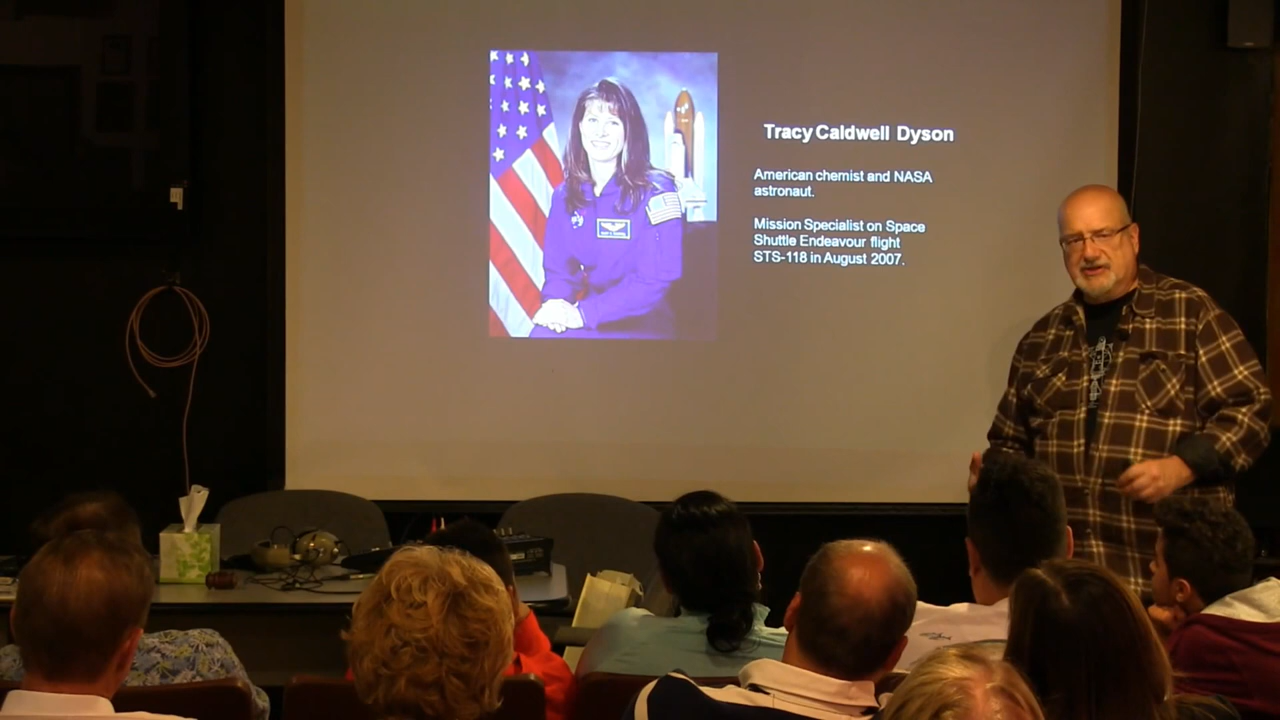 Tracy Caldwell Dyson
American chemist and NASA
astronaut.
Mission Specialist on Space
Shuttle Endeavour flight
STS-118 in August 2007.